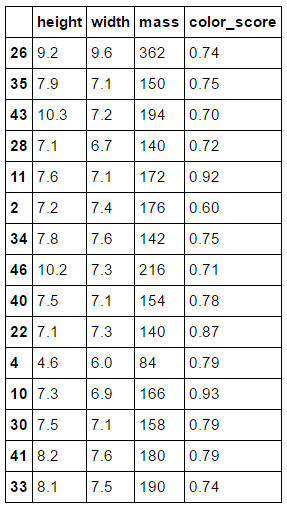 height width mass color_score
26 9.2 9.6 362 0.74
35 7.9 7.1 150 0.75
43 10.3 7.2 194 0.70
28 7.1 6.7 140 0.72
11 7.6 7.1 172 0.92
2 7.2 7.4 176 0.60
34 7.8 7.6 142 0.75
46 10.2 7.3 216 0.71
40 7.5 7.1 154 0.78
22 7.1 7.3 140 0.87
4 4.6 6.0 84 0.79
10 7.3 6.9 166 0.93
30 7.5 7.1 158 0.79
41 8.2 7.6 180 0.79
33 8.1 7.5 190 0.74